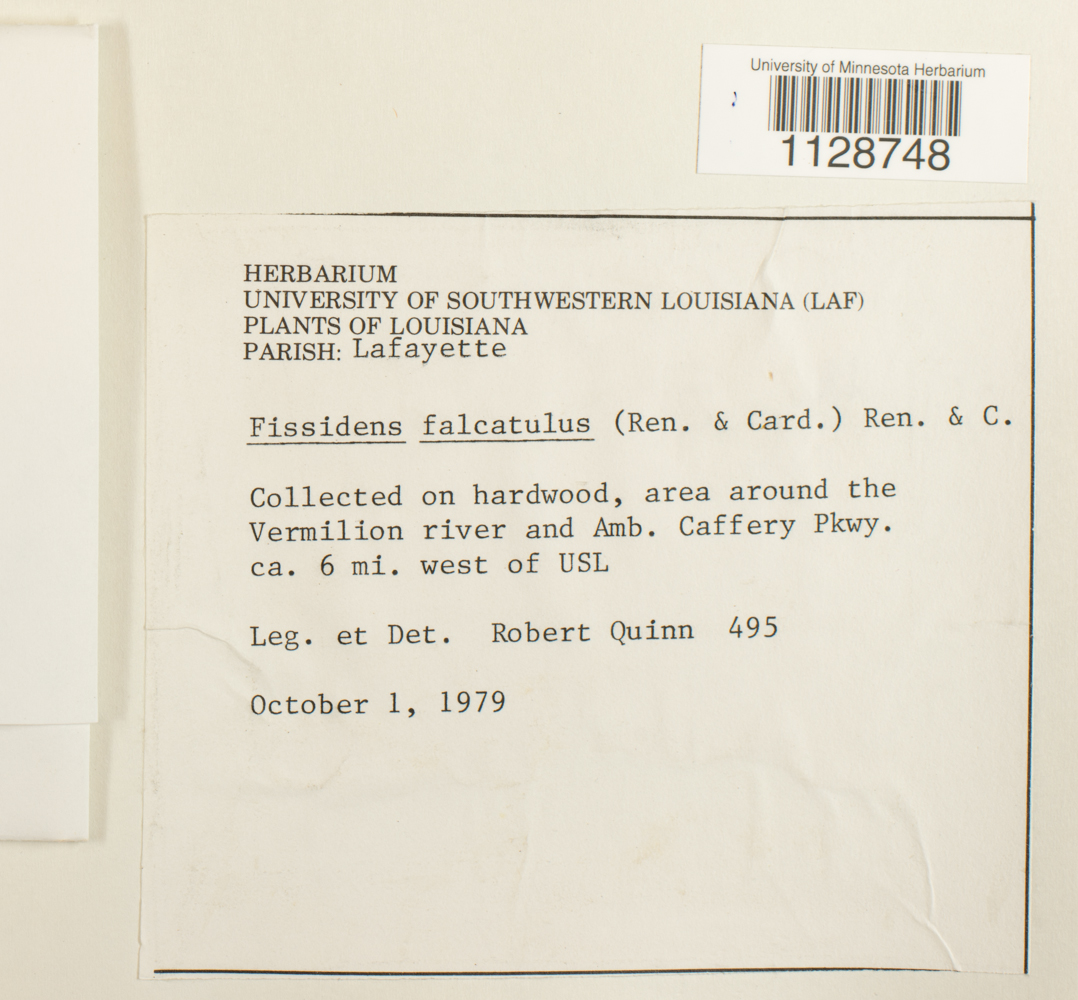 University of Minnesota Herbarium
1128748
HERBARIUM
UNIVERSITY OF SOUTHWESTERN LOUISIANA (LAF)
PLANTS OF LOUISIANA
PARISH: Lafayette
Fissidens falcatulus (Ren. & Card.) Ren. & C.
Collected on hardwood, area around the
Vermilion river and Amb. Caffery Pkwy.
ca. 6 mi. west of USL
Leg. et Det. Robert Quinn 495
October 1, 1979